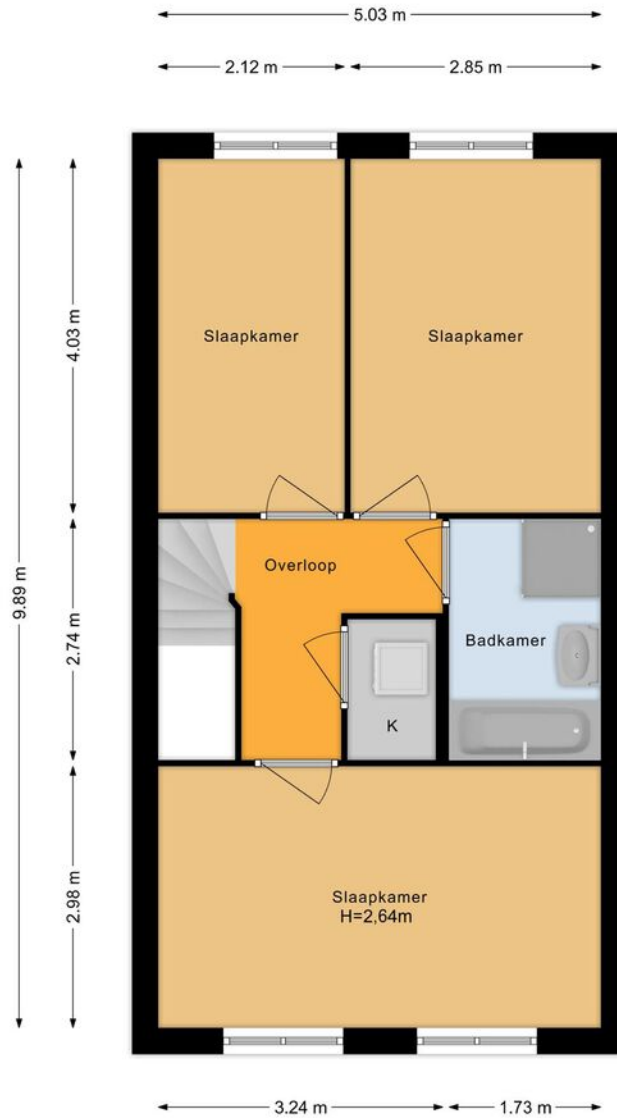 5.03 m
2.12 m
2.85 m
4.03 m
9.89 m
2.74 m
2.98 m
Slaapkamer
Slaapkamer
Overloop
Badkamer
K
Slaapkamer
H=2,64m
3.24 m
1.73 m